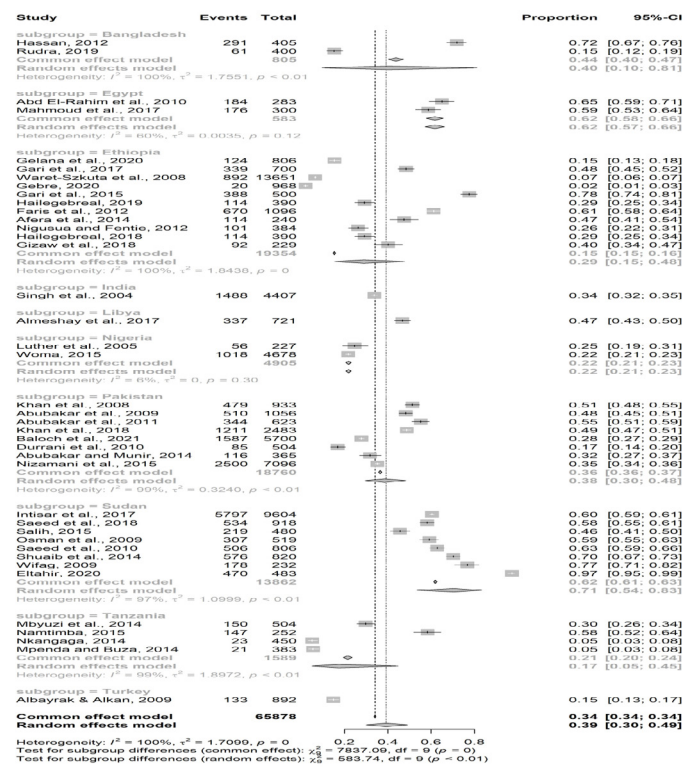 Study Events Total Proportion 95%-CI
subgroup = Bangladesh
Hassan, 2012 291 405 0.72 [0.67; 0.76]
Rudra, 2019 61 400 0.15 [0.12; 0.19]
Common effect model 805 0.44 [0.40; 0.47]
Random effects model 0.40 [0.10; 0.81]
Heterogeneity: I² = 100%, τ² = 1.7551, p < 0.01
subgroup = Egypt
Abd El-Rahim et al., 2010 184 283 0.65 [0.59; 0.71]
Mahmoud et al., 2017 176 300 0.59 [0.53; 0.64]
Common effect model 583 0.62 [0.58; 0.66]
Random effects model 0.62 [0.57; 0.66]
Heterogeneity: I² = 60%, τ² = 0.0035, p = 0.12
subgroup = Ethiopia
Gelana et al., 2020 124 806 0.15 [0.13; 0.18]
Gari et al., 2017 339 700 0.48 [0.45; 0.52]
Waret-Szkuta et al., 2008 892 13651 0.07 [0.06; 0.07]
Gebre, 2020 20 968 0.02 [0.01; 0.03]
Gari et al., 2015 388 500 0.78 [0.74; 0.81]
Hailegebreal, 2019 114 390 0.29 [0.25; 0.34]
Faris et al., 2012 670 1096 0.61 [0.58; 0.64]
Afera et al., 2014 114 240 0.47 [0.41; 0.54]
Nigusua and Fentie, 2012 101 384 0.26 [0.22; 0.31]
Hailegebreal, 2018 114 390 0.29 [0.25; 0.34]
Gizaw et al., 2018 92 229 0.40 [0.34; 0.47]
Common effect model 19354 0.15 [0.15; 0.16]
Random effects model 0.29 [0.15; 0.48]
Heterogeneity: I² = 100%, τ² = 1.8438, p = 0
subgroup = India
Singh et al., 2004 1488 4407 0.34 [0.32; 0.35]
subgroup = Libya
Almeshay et al., 2017 337 721 0.47 [0.43; 0.50]
subgroup = Nigeria
Luther et al., 2005 56 227 0.25 [0.19; 0.31]
Woma, 2015 1018 4678 0.22 [0.21; 0.23]
Common effect model 4905 0.22 [0.21; 0.23]
Random effects model 0.22 [0.21; 0.23]
Heterogeneity: I² = 6%, τ² = 0, p = 0.30
subgroup = Pakistan
Khan et al., 2008 479 933 0.51 [0.48; 0.55]
Abubakar et al., 2009 510 1056 0.48 [0.45; 0.51]
Abubakar et al., 2011 344 623 0.55 [0.51; 0.59]
Khan et al., 2018 1211 2483 0.49 [0.47; 0.51]
Baloch et al., 2021 1587 5700 0.28 [0.27; 0.29]
Durrani et al., 2010 85 504 0.17 [0.14; 0.20]
Abubakar and Munir, 2014 116 365 0.32 [0.27; 0.37]
Nizamani et al., 2015 2500 7096 0.35 [0.34; 0.36]
Common effect model 18760 0.36 [0.36; 0.37]
Random effects model 0.38 [0.30; 0.48]
Heterogeneity: I² = 99%, τ² = 0.3240, p < 0.01
subgroup = Sudan
Intisar et al., 2017 5797 9604 0.60 [0.59; 0.61]
Saeed et al., 2018 534 918 0.58 [0.55; 0.61]
Salih, 2015 219 480 0.46 [0.41; 0.50]
Osman et al., 2009 307 519 0.59 [0.55; 0.63]
Saeed et al., 2010 506 806 0.63 [0.59; 0.66]
Shuaib et al., 2014 576 820 0.70 [0.67; 0.73]
Wifag, 2009 178 232 0.77 [0.71; 0.82]
Eltahir, 2020 470 483 0.97 [0.95; 0.99]
Common effect model 13862 0.62 [0.61; 0.63]
Random effects model 0.71 [0.54; 0.83]
Heterogeneity: I² = 97%, τ² = 1.0999, p < 0.01
subgroup = Tanzania
Mbyuzi et al., 2014 150 504 0.30 [0.26; 0.34]
Namtimba, 2015 147 252 0.58 [0.52; 0.64]
Nkangaga, 2014 23 450 0.05 [0.03; 0.08]
Mpenda and Buza, 2014 21 383 0.05 [0.03; 0.08]
Common effect model 1589 0.21 [0.20; 0.24]
Random effects model 0.17 [0.05; 0.45]
Heterogeneity: I² = 99%, τ² = 1.8972, p < 0.01
subgroup = Turkey
Albayrak & Alkan, 2009 133 892 0.15 [0.13; 0.17]
Common effect model 65878 0.34 [0.34; 0.34]
Random effects model 0.39 [0.30; 0.49]
0.2 0.4 0.6 0.8
Heterogeneity: I² = 100%, τ² = 1.7099, p = 0
Test for subgroup differences (common effect): χ²₉ = 7837.09, df = 9 (p = 0)
Test for subgroup differences (random effects): χ²₉ = 583.74, df = 9 (p < 0.01)